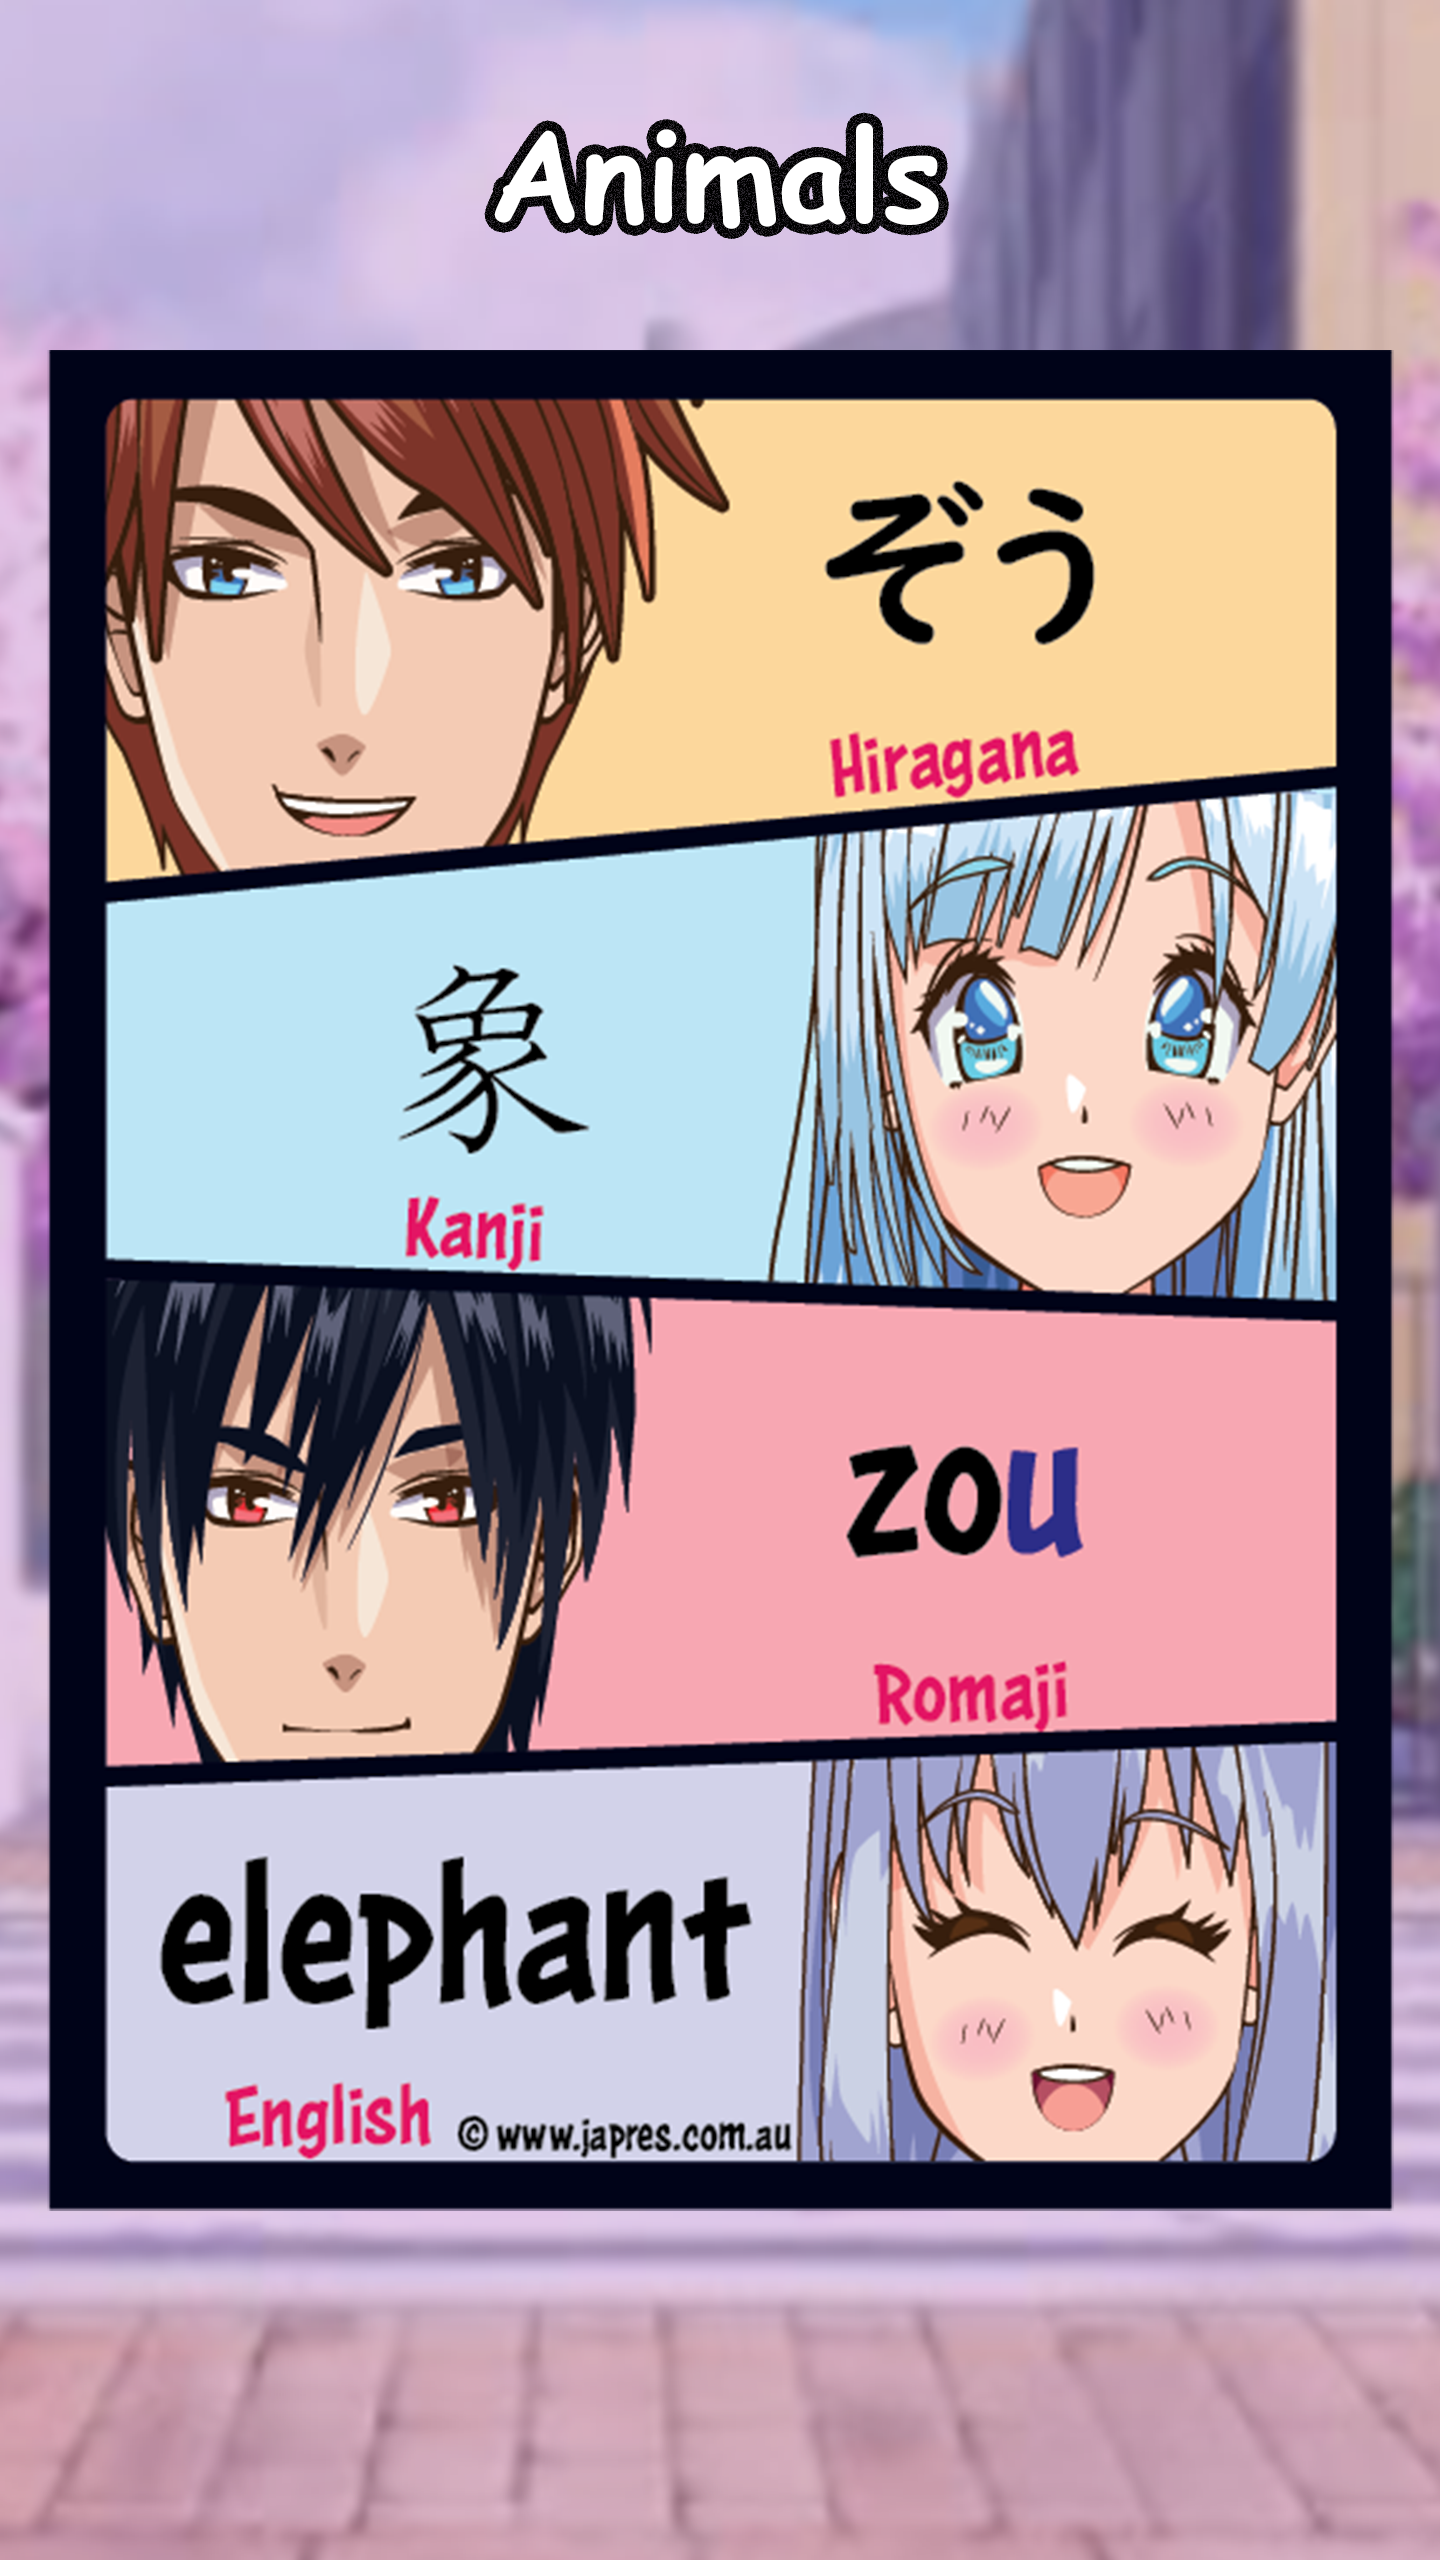 Animals
ぞう
Hiragana
象
Kanji
zou
Romaji
elephant
English
© www.japres.com.au